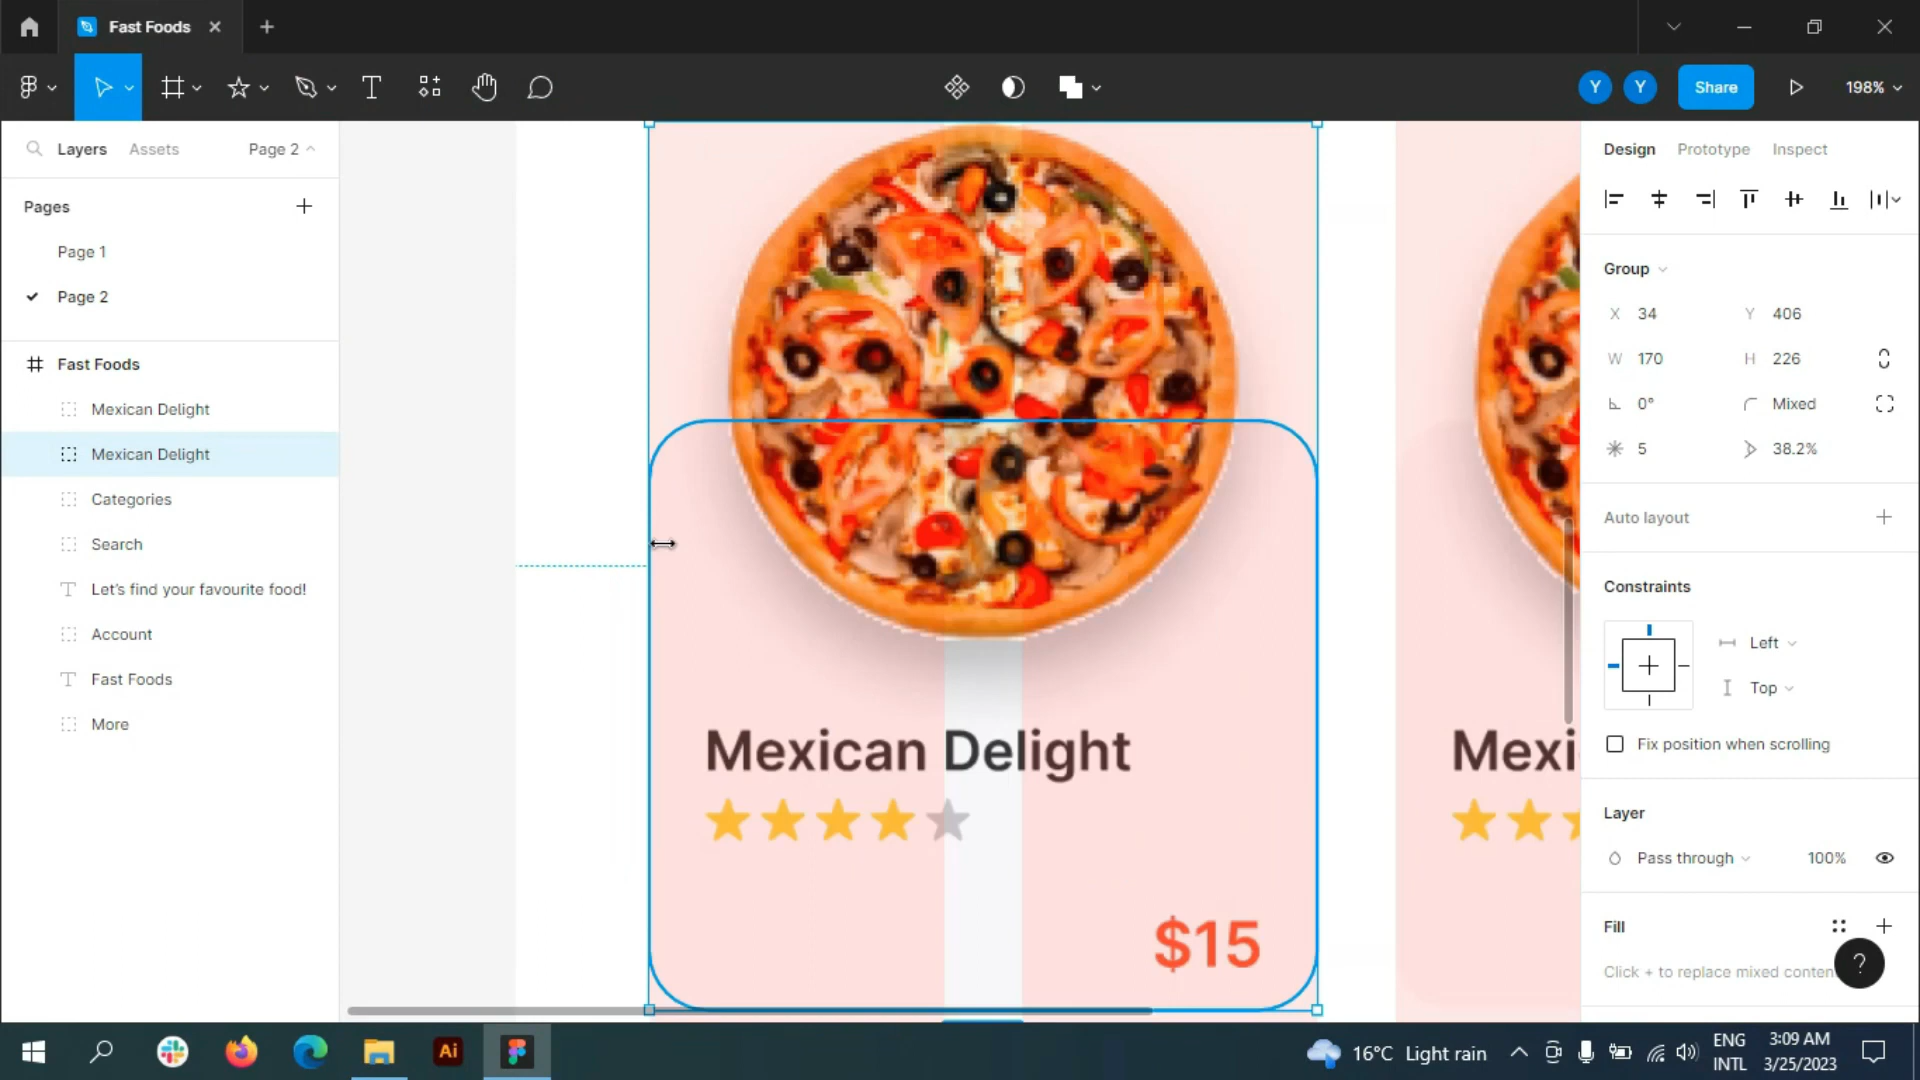 Fast Foods
Y
Y
Share
198%
Layers
Assets
Page 2
Pages
Page 1
Page 2
Fast Foods
Mexican Delight
Mexican Delight
Categories
Search
Let's find your favourite food!
Account
Fast Foods
More
Mexican Delight
$15
Mexi
Design
Prototype
Inspect
Group
X 34
Y 406
W 170
H 226
0°
Mixed
5
38.2%
Auto layout
Constraints
Left
Top
Fix position when scrolling
Layer
Pass through
100%
Fill
Click + to replace mixed conten
?
Ai
16°C Light rain
ENG
INTL
3:09 AM
3/25/2023